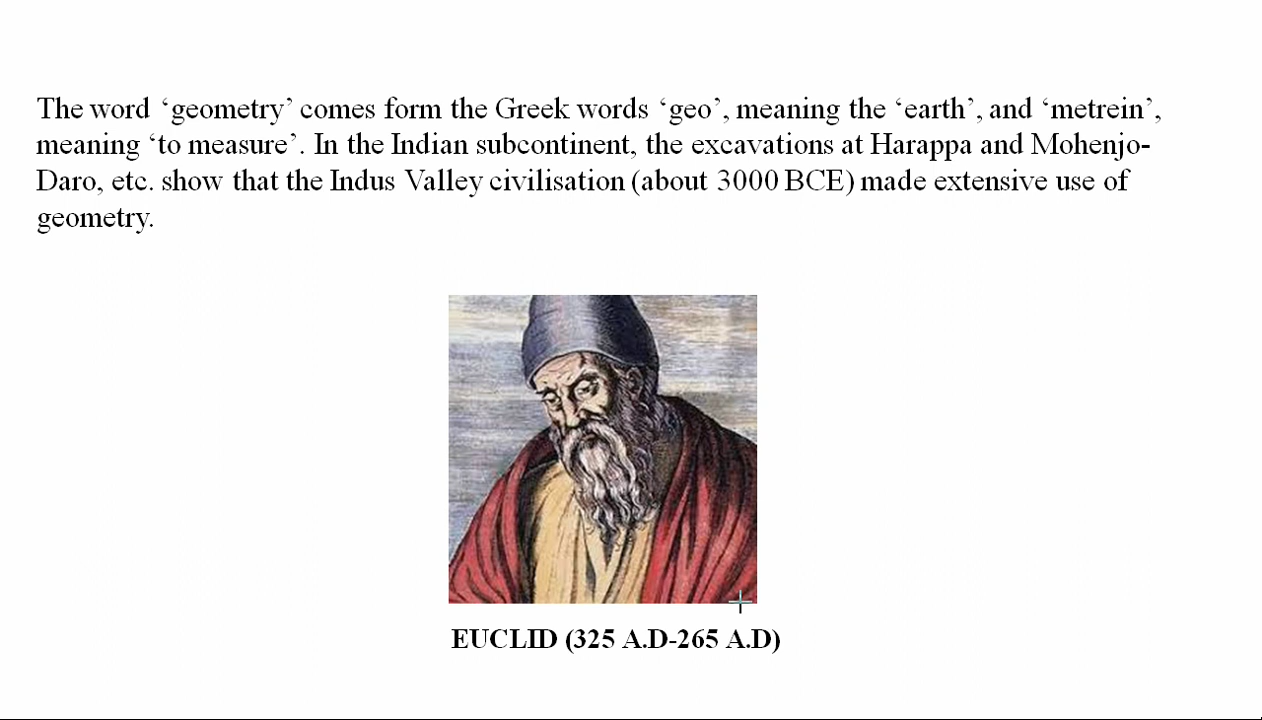 The word ‘geometry’ comes form the Greek words ‘geo’, meaning the ‘earth’, and ‘metrein’,
meaning ‘to measure’. In the Indian subcontinent, the excavations at Harappa and Mohenjo-
Daro, etc. show that the Indus Valley civilisation (about 3000 BCE) made extensive use of
geometry.
EUCLID (325 A.D-265 A.D)